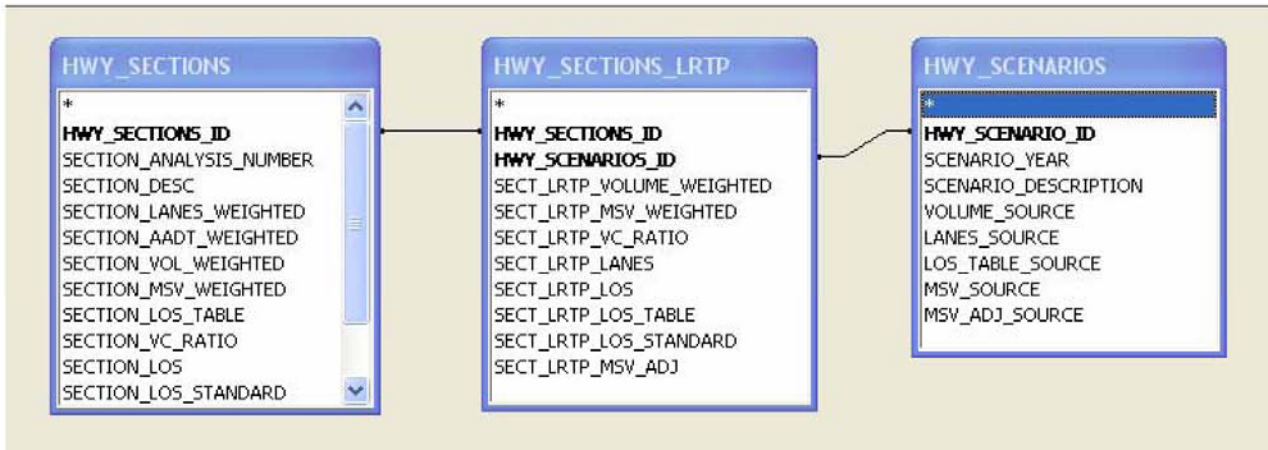 HWY_SECTIONS
*
HWY_SECTIONS_ID
SECTION_ANALYSIS_NUMBER
SECTION_DESC
SECTION_LANES_WEIGHTED
SECTION_AADT_WEIGHTED
SECTION_VOL_WEIGHTED
SECTION_MSV_WEIGHTED
SECTION_LOS_TABLE
SECTION_VC_RATIO
SECTION_LOS
SECTION_LOS_STANDARD
HWY_SECTIONS_LRTP
*
HWY_SECTIONS_ID
HWY_SCENARIOS_ID
SECT_LRTP_VOLUME_WEIGHTED
SECT_LRTP_MSV_WEIGHTED
SECT_LRTP_VC_RATIO
SECT_LRTP_LANES
SECT_LRTP_LOS
SECT_LRTP_LOS_TABLE
SECT_LRTP_LOS_STANDARD
SECT_LRTP_MSV_ADJ
HWY_SCENARIOS
*
HWY_SCENARIO_ID
SCENARIO_YEAR
SCENARIO_DESCRIPTION
VOLUME_SOURCE
LANES_SOURCE
LOS_TABLE_SOURCE
MSV_SOURCE
MSV_ADJ_SOURCE